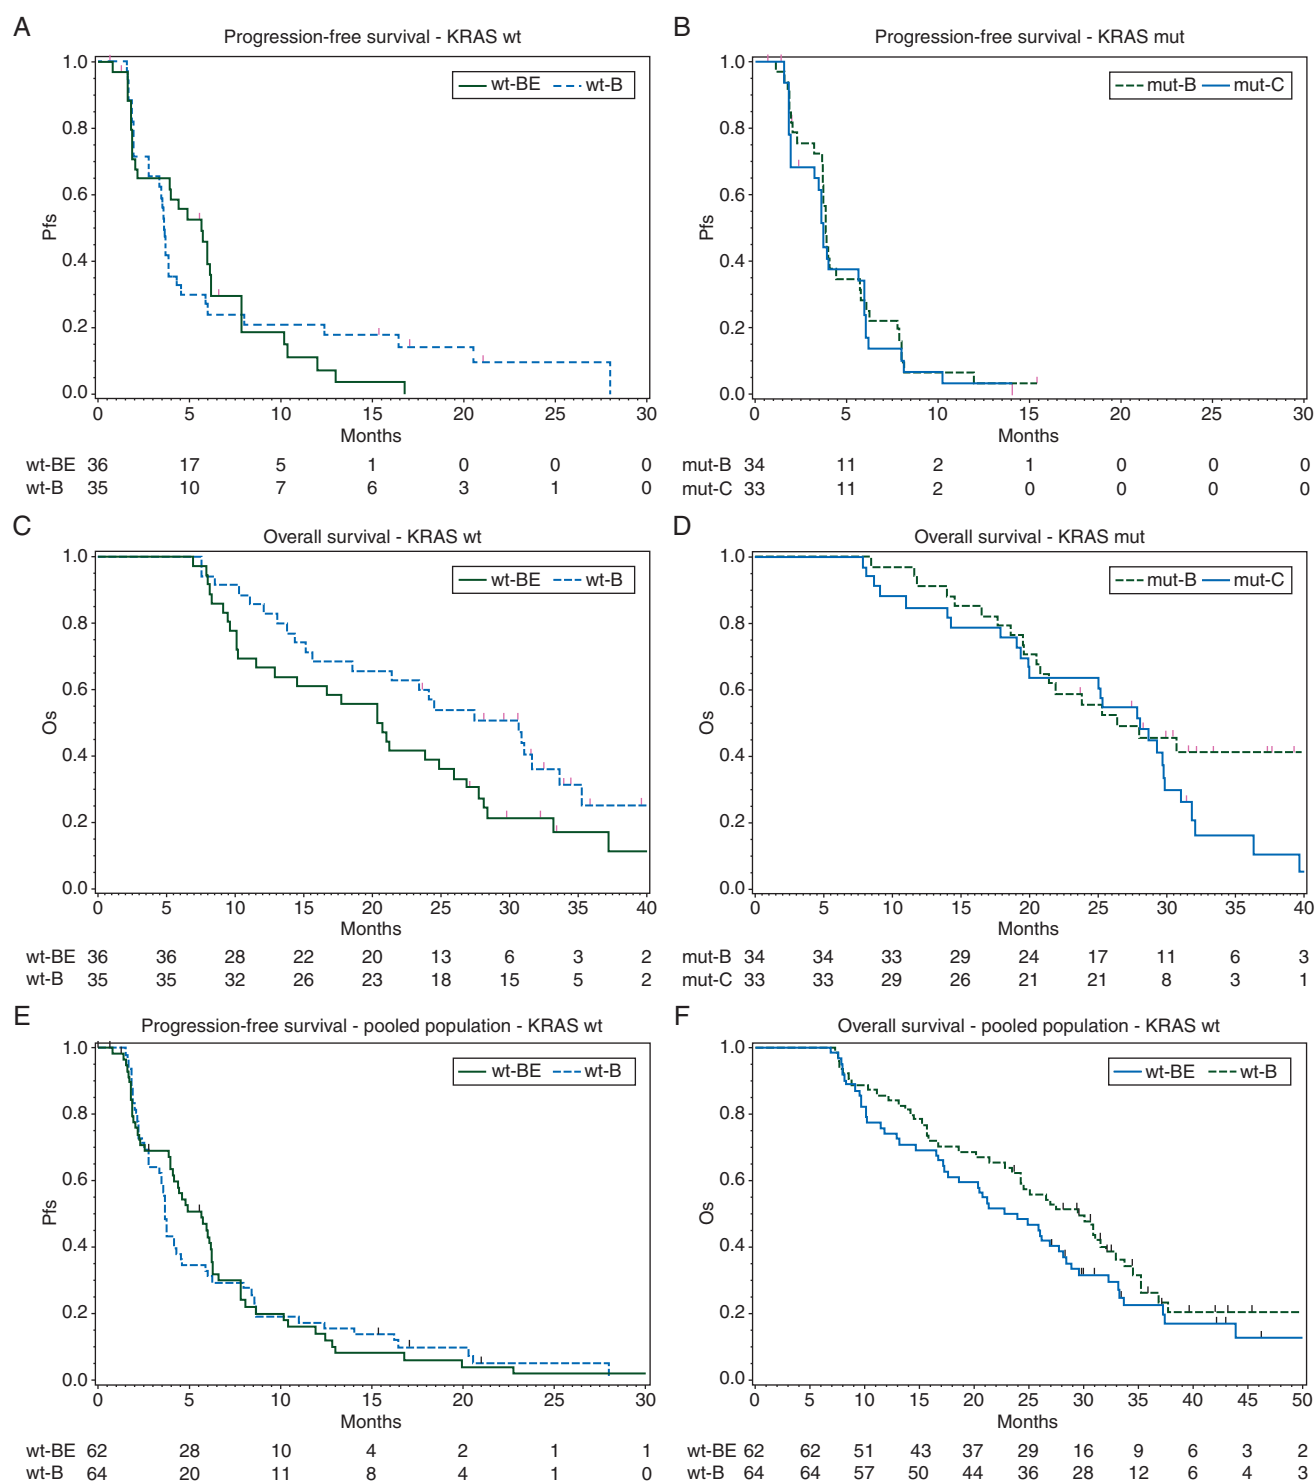 A
Progression-free survival - KRAS wt
wt-BE wt-B
Pfs
1.0
0.8
0.6
0.4
0.2
0.0
0 5 10 15 20 25 30
Months
wt-BE 36 17 5 1 0 0 0
wt-B 35 10 7 6 3 1 0
B
Progression-free survival - KRAS mut
mut-B mut-C
Pfs
1.0
0.8
0.6
0.4
0.2
0.0
0 5 10 15 20 25 30
Months
mut-B 34 11 2 1 0 0 0
mut-C 33 11 2 0 0 0 0
C
Overall survival - KRAS wt
wt-BE wt-B
Os
1.0
0.8
0.6
0.4
0.2
0.0
0 5 10 15 20 25 30 35 40
Months
wt-BE 36 36 28 22 20 13 6 3 2
wt-B 35 35 32 26 23 18 15 5 2
D
Overall survival - KRAS mut
mut-B mut-C
Os
1.0
0.8
0.6
0.4
0.2
0.0
0 5 10 15 20 25 30 35 40
Months
mut-B 34 34 33 29 24 17 11 6 3
mut-C 33 33 29 26 21 21 8 3 1
E
Progression-free survival - pooled population - KRAS wt
wt-BE wt-B
Pfs
1.0
0.8
0.6
0.4
0.2
0.0
0 5 10 15 20 25 30
Months
wt-BE 62 28 10 4 2 1 1
wt-B 64 20 11 8 4 1 0
F
Overall survival - pooled population - KRAS wt
wt-BE wt-B
Os
1.0
0.8
0.6
0.4
0.2
0.0
0 5 10 15 20 25 30 35 40 45 50
Months
wt-BE 62 62 51 43 37 29 16 9 6 3 2
wt-B 64 64 57 50 44 36 28 12 6 4 3